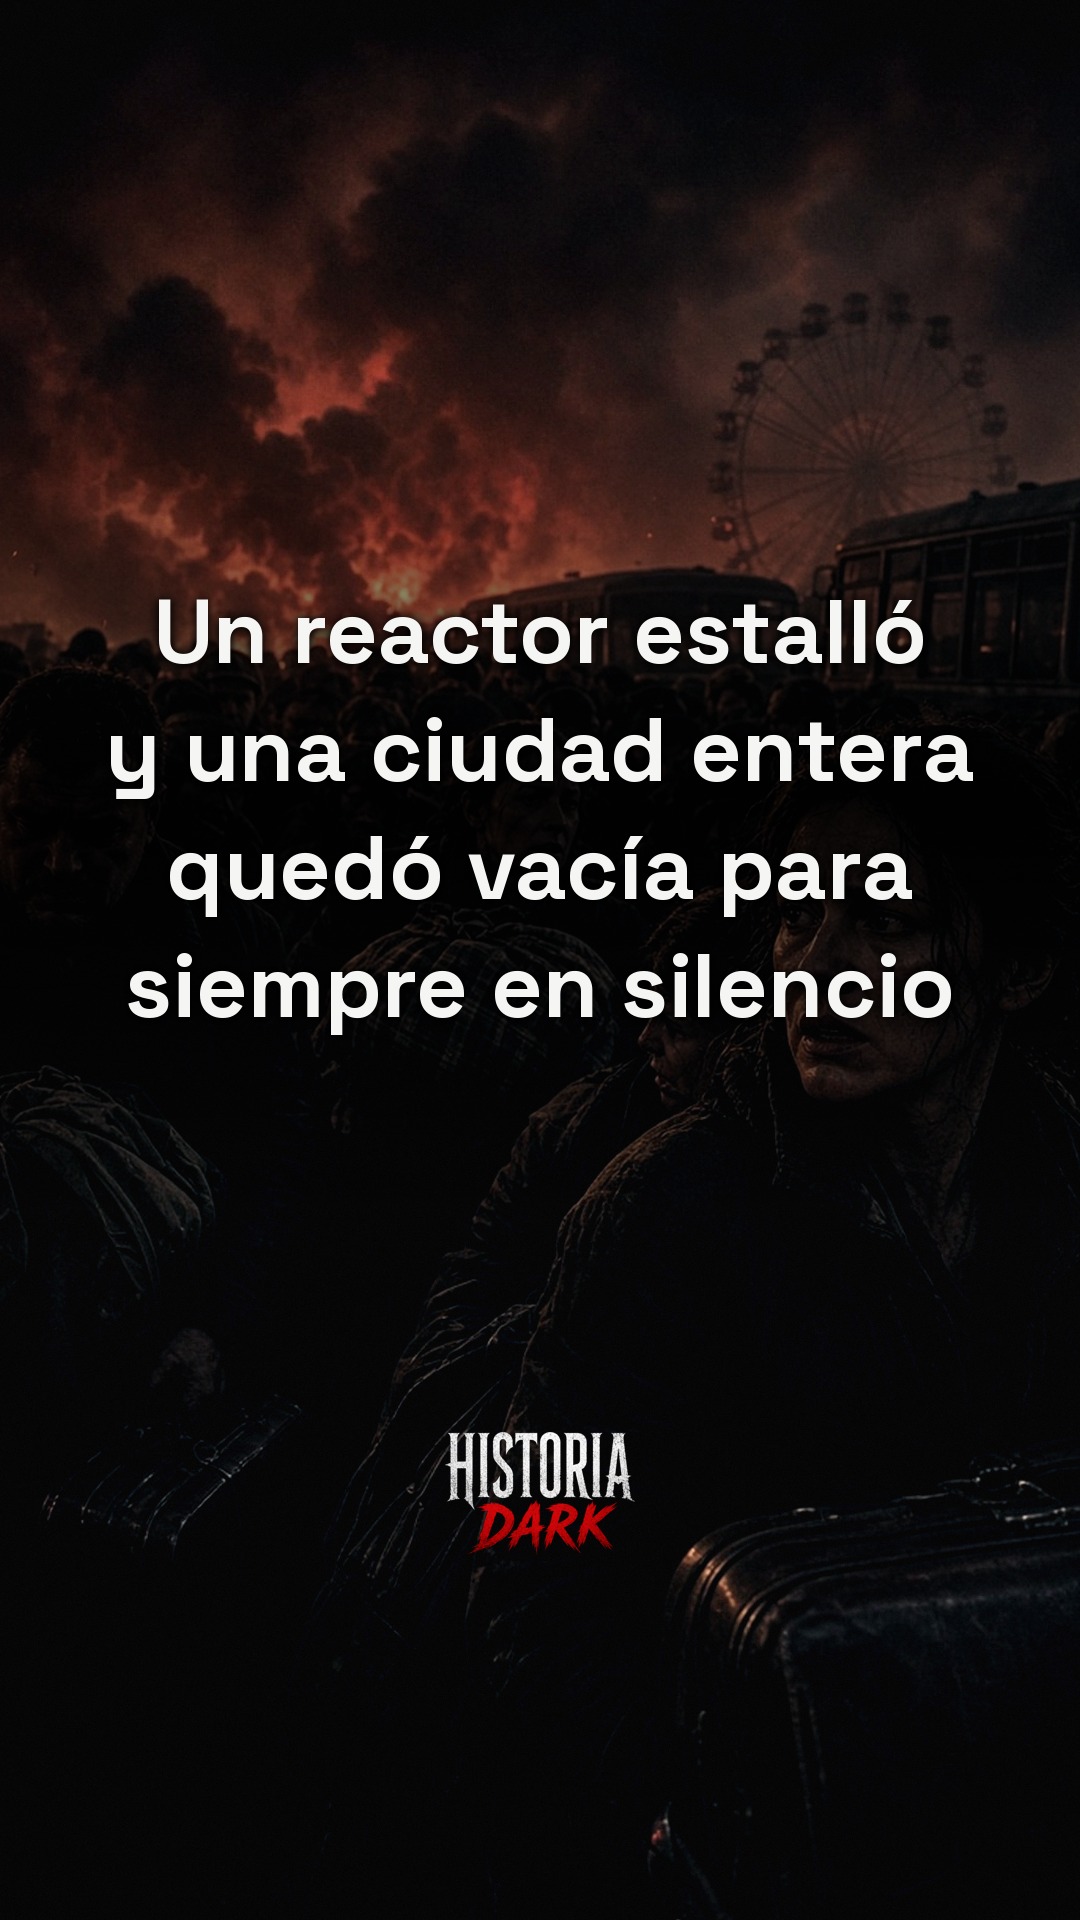 Un reactor estalló
y una ciudad entera
quedó vacía para
siempre en silencio
HISTORIA
DARK